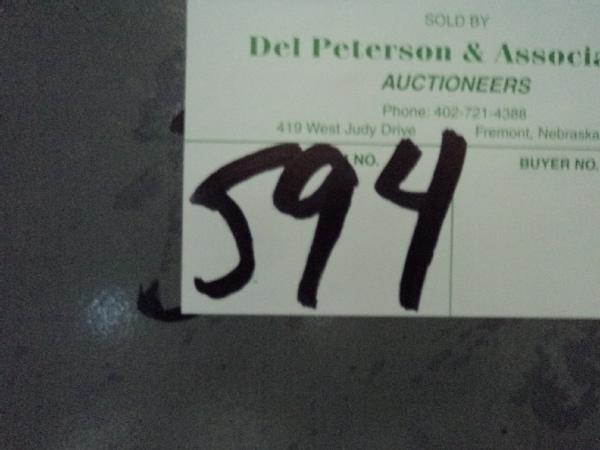 SOLD BY
Del Peterson & Associa
AUCTIONEERS
Phone: 402-721-4388
419 West Judy Drive Fremont, Nebraska
NO. BUYER NO.
594